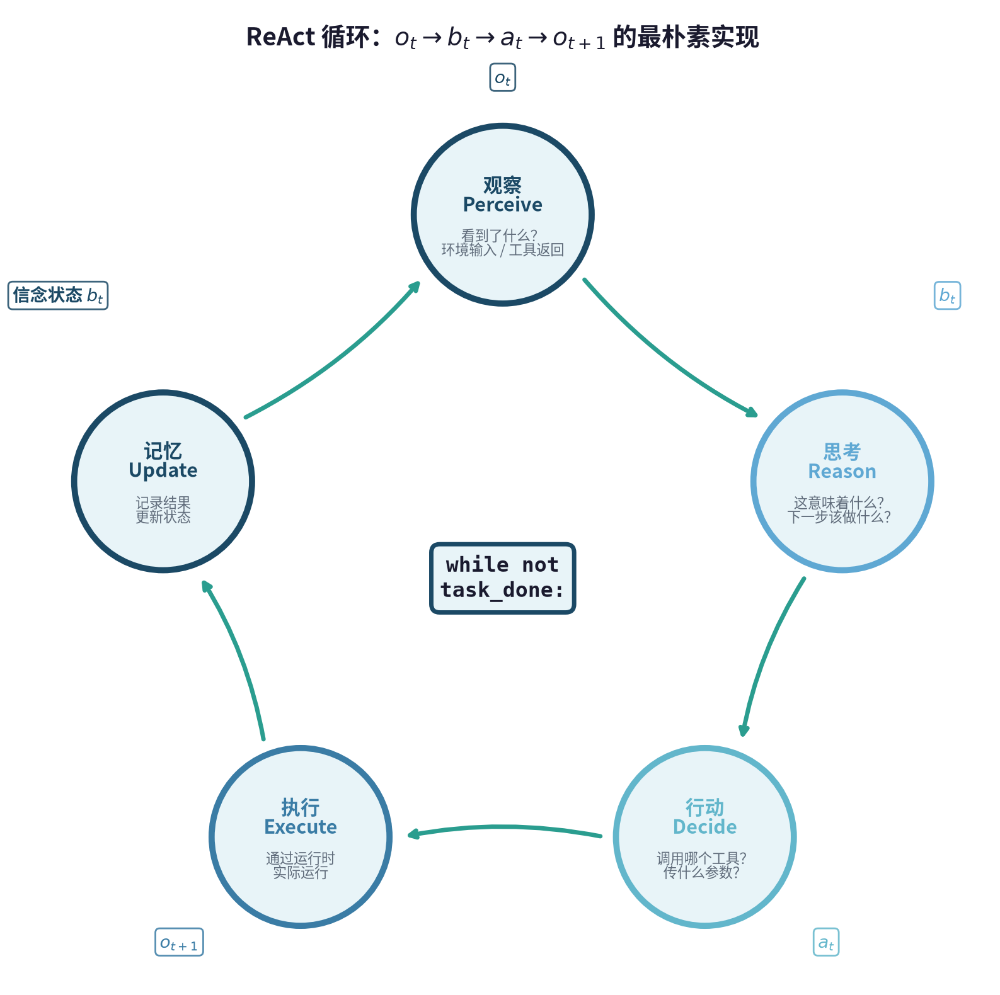 ReAct 循环：oₜ → bₜ → aₜ → oₜ₊₁ 的最朴素实现
oₜ
观察
Perceive
看到了什么？
环境输入 / 工具返回
信念状态 bₜ
bₜ
记忆
Update
记录结果
更新状态
思考
Reason
这意味着什么？
下一步该做什么？
while not
task_done:
执行
Execute
通过运行时
实际运行
行动
Decide
调用哪个工具？
传什么参数？
oₜ₊₁
aₜ